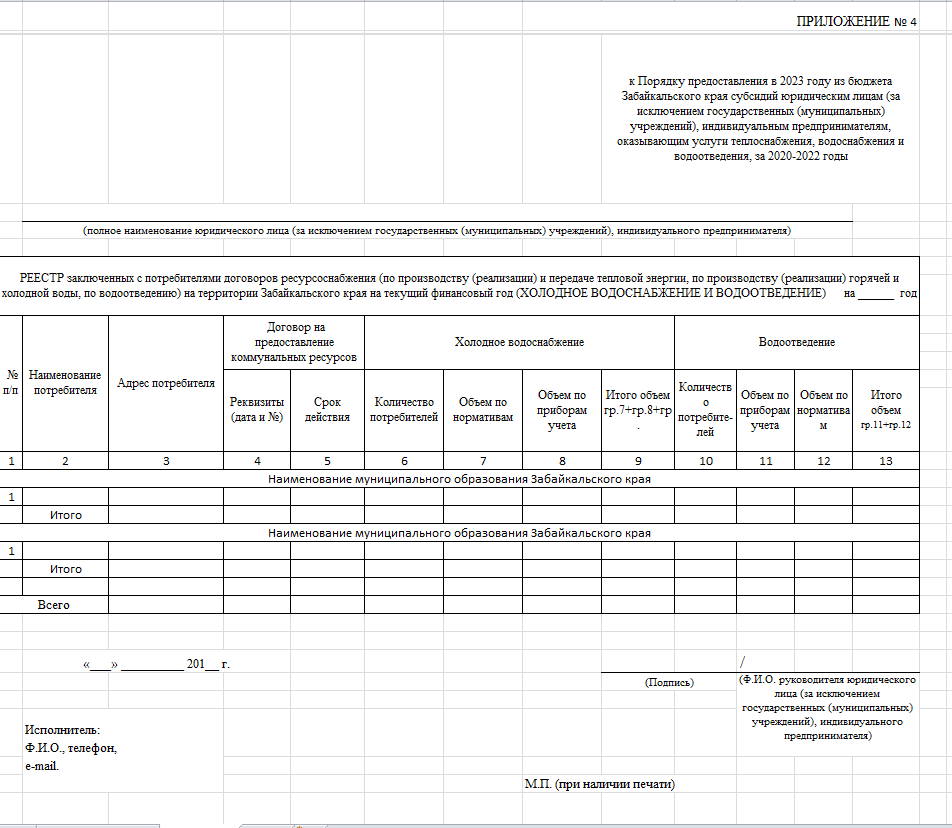 ПРИЛОЖЕНИЕ № 4
к Порядку предоставления в 2023 году из бюджета
Забайкальского края субсидий юридическим лицам (за
исключением государственных (муниципальных)
учреждений), индивидуальным предпринимателям,
оказывающим услуги теплоснабжения, водоснабжения и
водоотведения, за 2020-2022 годы
(полное наименование юридического лица (за исключением государственных (муниципальных) учреждений), индивидуального предпринимателя)
РЕЕСТР заключенных с потребителями договоров ресурсоснабжения (по производству (реализации) и передаче тепловой энергии, по производству (реализации) горячей и
холодной воды, по водоотведению) на территории Забайкальского края на текущий финансовый год (ХОЛОДНОЕ ВОДОСНАБЖЕНИЕ И ВОДООТВЕДЕНИЕ) на ______ год
№
п/п
Наименование
потребителя
Адрес потребителя
Договор на
предоставление
коммунальных ресурсов
Холодное водоснабжение
Водоотведение
Реквизиты
(дата и №)
Срок
действия
Количество
потребителей
Объем по
нормативам
Объем по
приборам
учета
Итого объем
гр.7+гр.8+гр
.
Количеств
о
потребите-
лей
Объем по
приборам
учета
Объем по
норматива
м
Итого
объем
гр.11+гр.12
1 2 3 4 5 6 7 8 9 10 11 12 13
Наименование муниципального образования Забайкальского края
1
Итого
Наименование муниципального образования Забайкальского края
1
Итого
Всего
«___» __________ 201__ г.
/
(Подпись)
(Ф.И.О. руководителя юридического
лица (за исключением
государственных (муниципальных)
учреждений), индивидуального
предпринимателя)
Исполнитель:
Ф.И.О., телефон,
e-mail.
М.П. (при наличии печати)